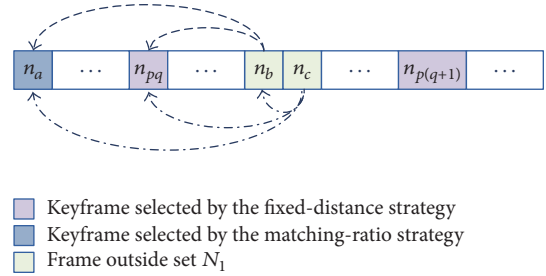 n_a ... n_pq ... n_b n_c ... n_p(q+1) ...
Keyframe selected by the fixed-distance strategy
Keyframe selected by the matching-ratio strategy
Frame outside set N_1